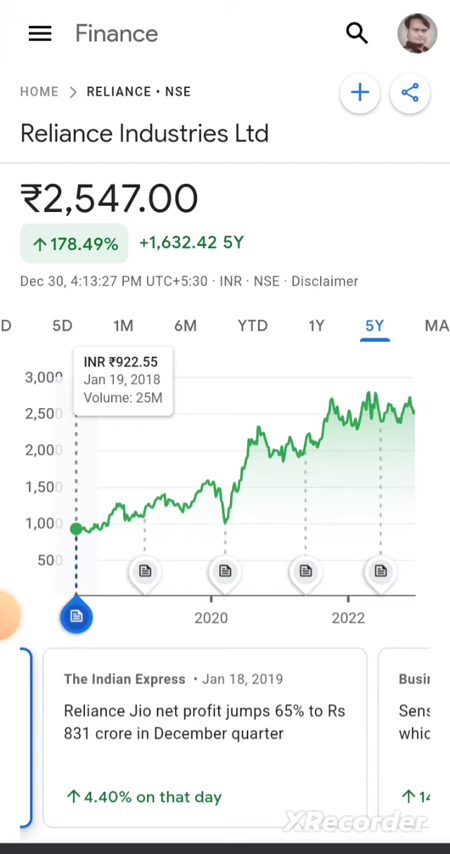 Finance
HOME > RELIANCE • NSE
Reliance Industries Ltd
₹2,547.00
↑178.49% +1,632.42 5Y
Dec 30, 4:13:27 PM UTC+5:30 · INR · NSE · Disclaimer
D 5D 1M 6M YTD 1Y 5Y MA
INR ₹922.55
Jan 19, 2018
Volume: 25M
3,000
2,500
2,000
1,500
1,000
500
2020 2022
The Indian Express • Jan 18, 2019
Reliance Jio net profit jumps 65% to Rs
831 crore in December quarter
↑4.40% on that day
Busin
Sens
whic
↑14
XRecorder